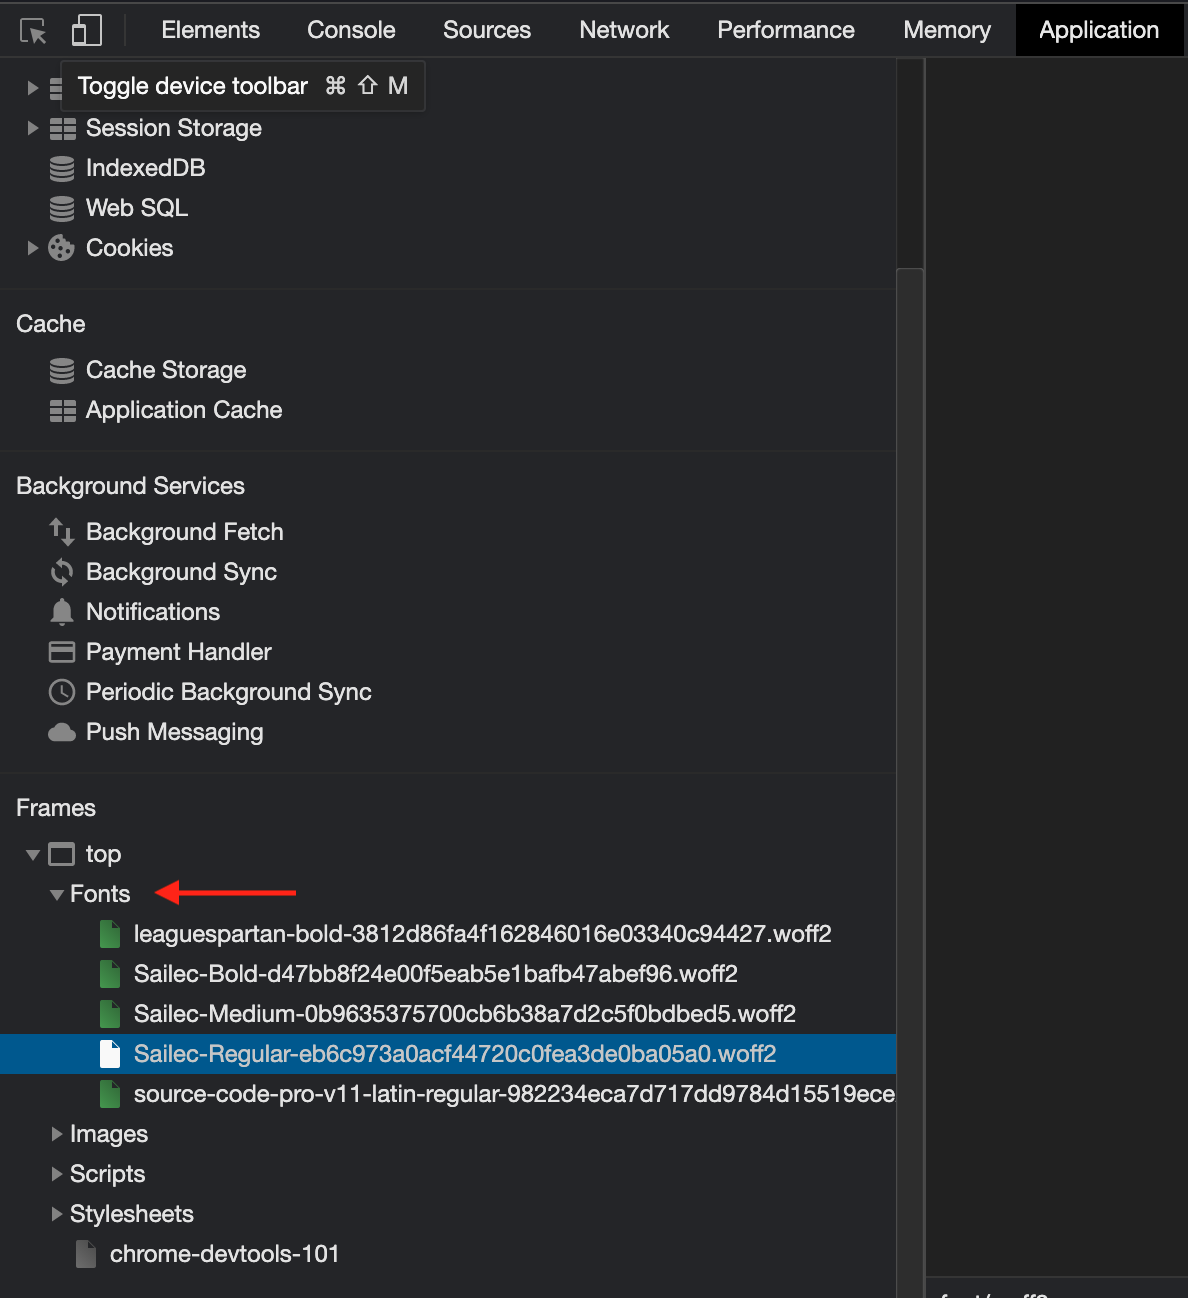 Elements Console Sources Network Performance Memory Application
Toggle device toolbar ⌘ ⇧ M
Session Storage
IndexedDB
Web SQL
Cookies
Cache
Cache Storage
Application Cache
Background Services
Background Fetch
Background Sync
Notifications
Payment Handler
Periodic Background Sync
Push Messaging
Frames
top
Fonts
leaguespartan-bold-3812d86fa4f162846016e03340c94427.woff2
Sailec-Bold-d47bb8f24e00f5eab5e1bafb47abef96.woff2
Sailec-Medium-0b9635375700cb6b38a7d2c5f0bdbed5.woff2
Sailec-Regular-eb6c973a0acf44720c0fea3de0ba05a0.woff2
source-code-pro-v11-latin-regular-982234eca7d717dd9784d15519ece
Images
Scripts
Stylesheets
chrome-devtools-101